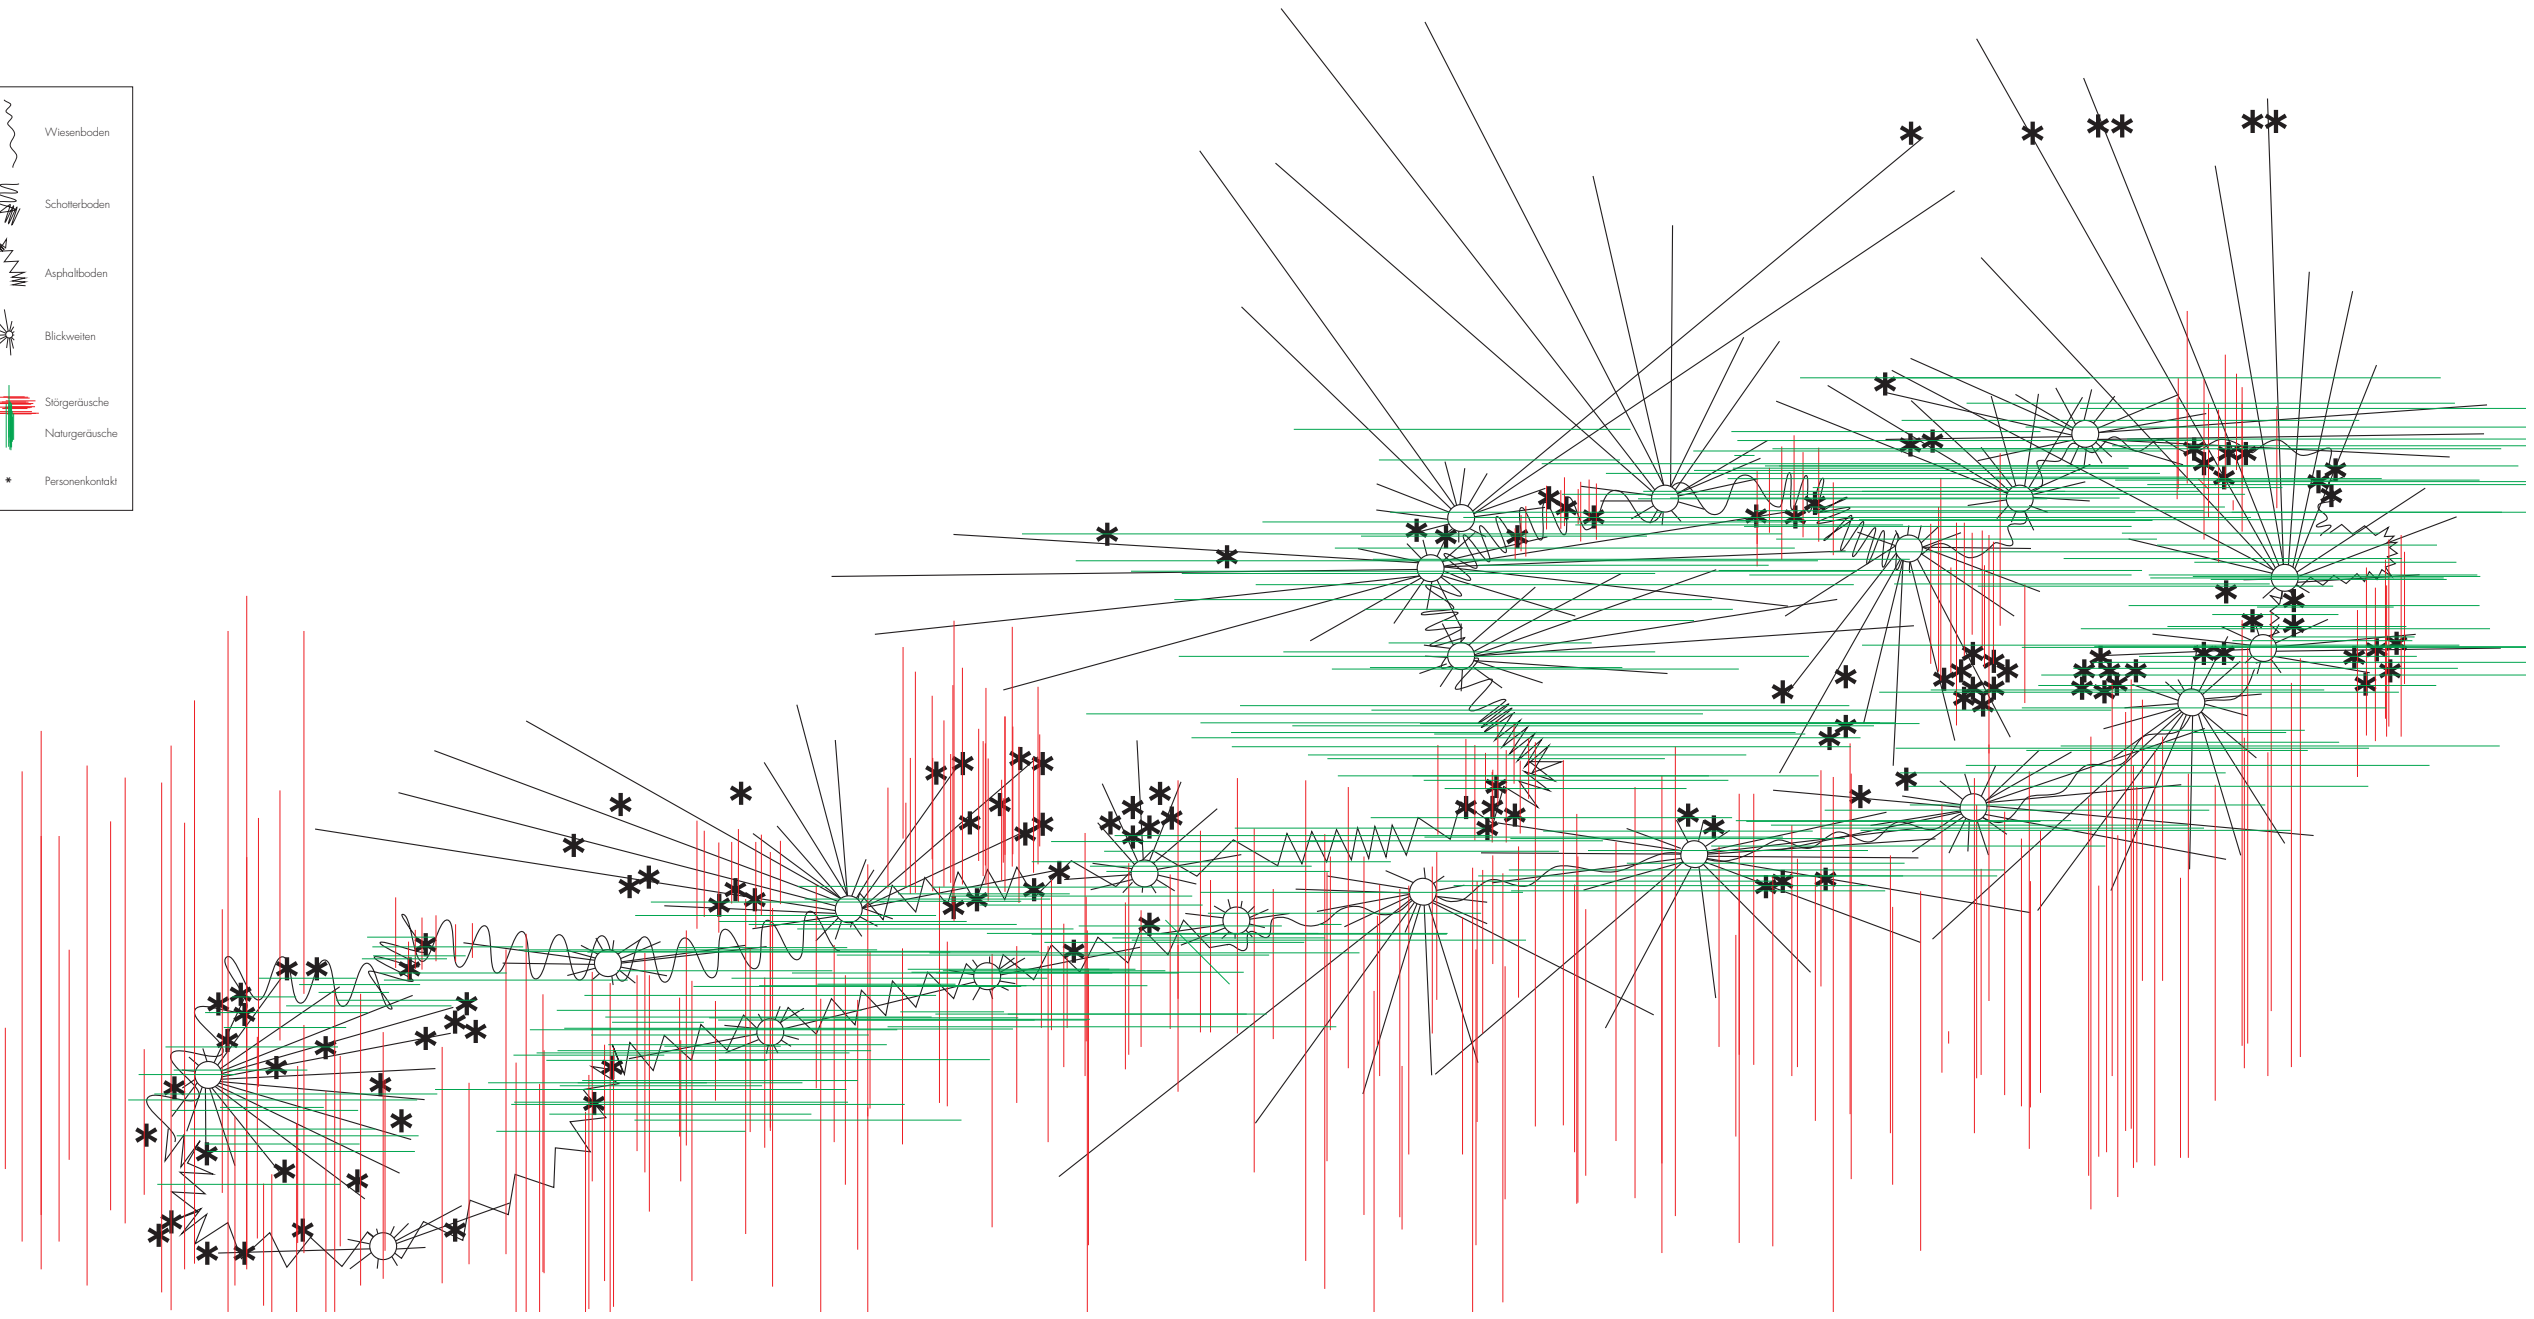 Wiesenboden
Schotterboden
Asphaltboden
Blickweiten
Störgeräusche
Naturgeräusche
Personenkontakt